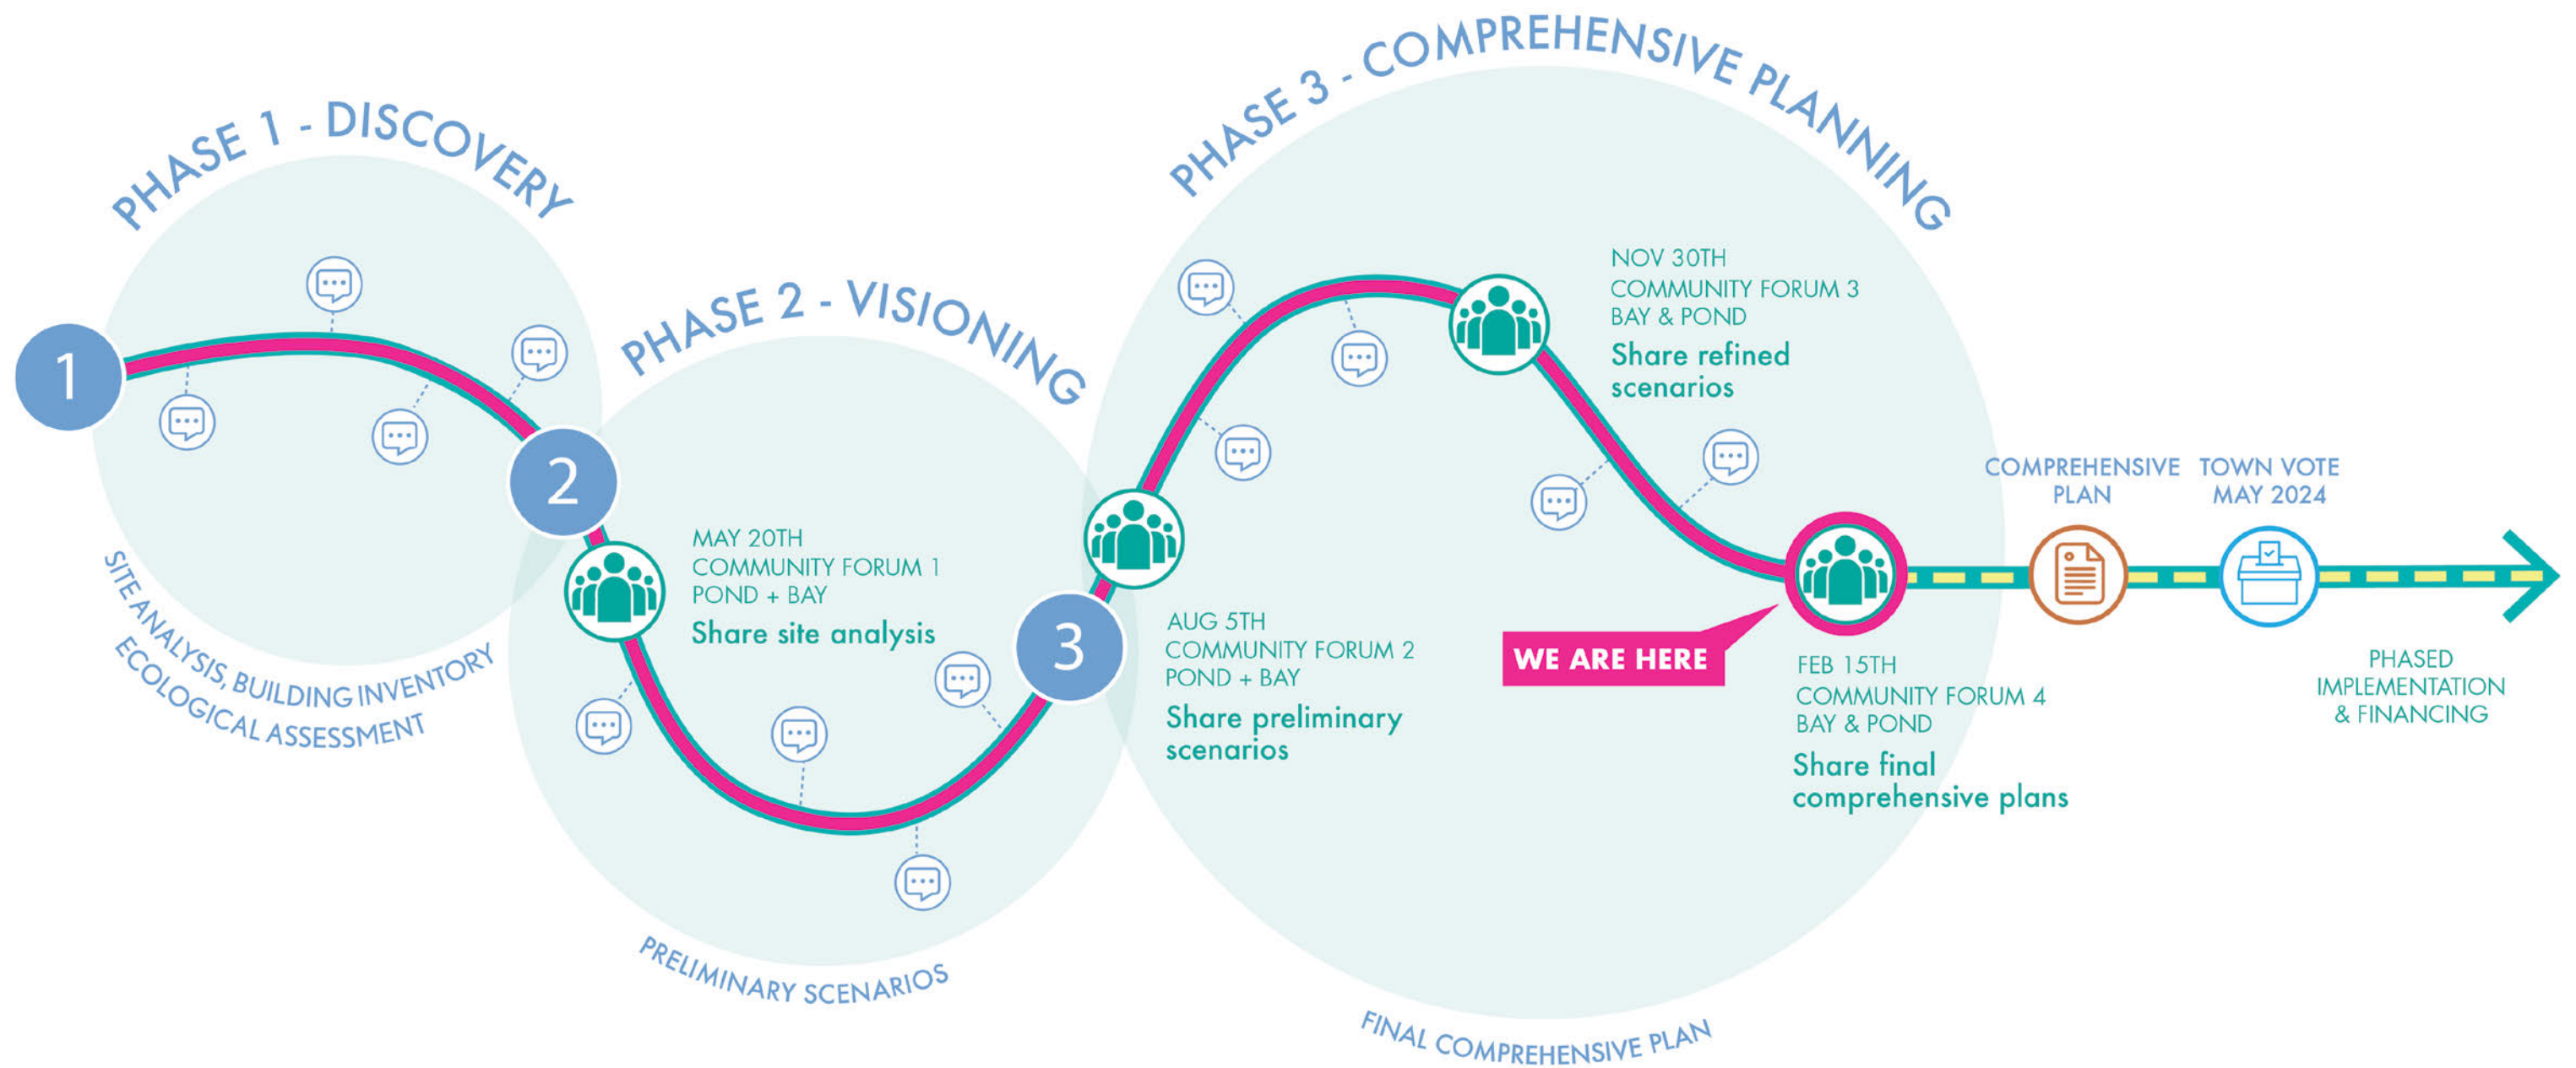 PHASE 1 - DISCOVERY
1
SITE ANALYSIS, BUILDING INVENTORY
ECOLOGICAL ASSESSMENT
PHASE 2 - VISIONING
2
MAY 20TH
COMMUNITY FORUM 1
POND + BAY
Share site analysis
PRELIMINARY SCENARIOS
PHASE 3 - COMPREHENSIVE PLANNING
3
AUG 5TH
COMMUNITY FORUM 2
POND + BAY
Share preliminary
scenarios
NOV 30TH
COMMUNITY FORUM 3
BAY & POND
Share refined
scenarios
WE ARE HERE
FEB 15TH
COMMUNITY FORUM 4
BAY & POND
Share final
comprehensive plans
FINAL COMPREHENSIVE PLAN
COMPREHENSIVE
PLAN
TOWN VOTE
MAY 2024
PHASED
IMPLEMENTATION
& FINANCING